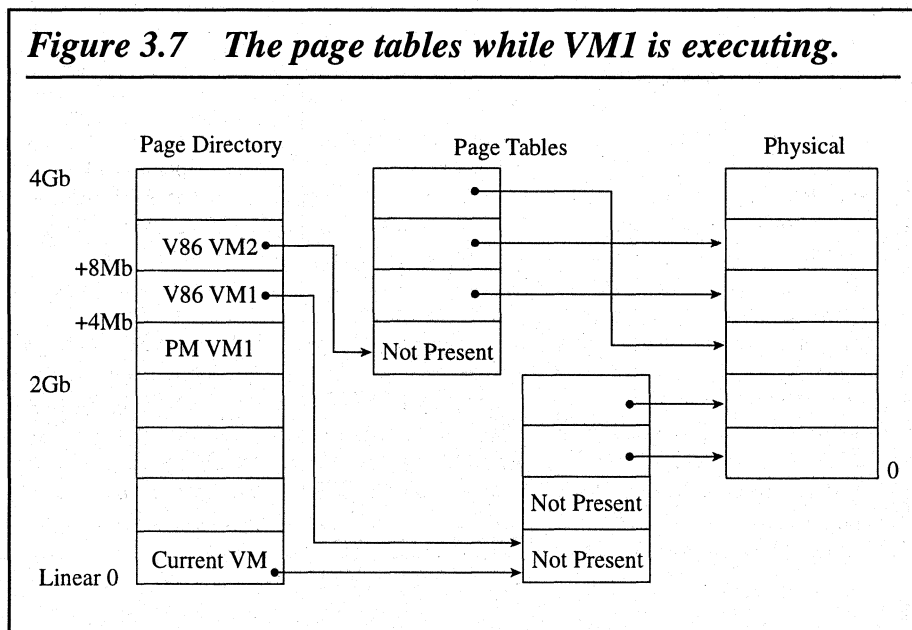 Figure 3.7 The page tables while VM1 is executing.
Page Directory
Page Tables
Physical
4Gb
V86 VM2
+8Mb
V86 VM1
+4Mb
PM VM1
Not Present
2Gb
0
Not Present
Current VM
Not Present
Linear 0